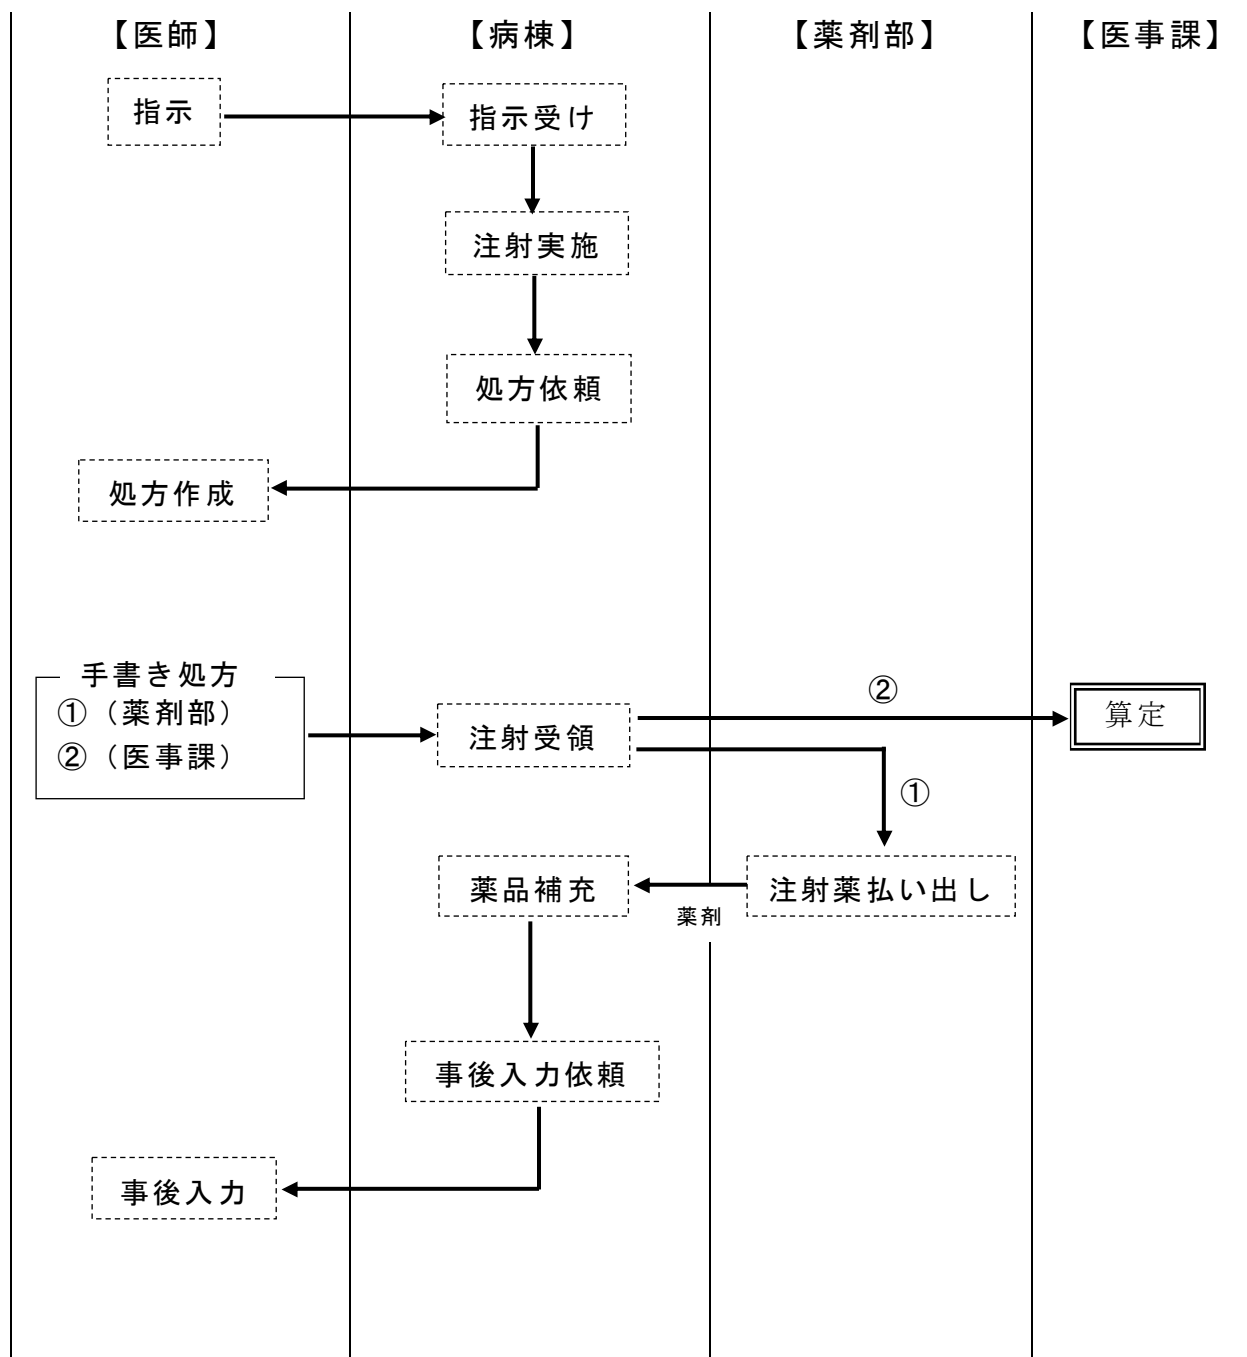 【医師】
【病棟】
【薬剤部】
【医事課】
指示
指示受け
注射実施
処方依頼
処方作成
手書き処方
①（薬剤部）
②（医事課）
注射受領
②
算定
①
薬品補充
薬剤
注射薬払い出し
事後入力依頼
事後入力